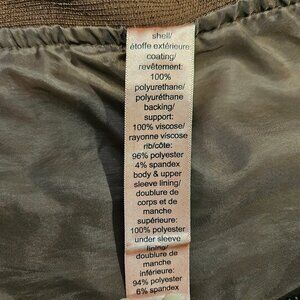 shell/
étoffe extérieure
coating/
revêtement:
100%
polyurethane/
polyuréthane
backing/
support:
100% viscose/
rayonne viscose
rib/côte:
96% polyester
4% spandex
body & upper
sleeve lining/
doublure de
corps et de
manche
supérieure:
100% polyester
under sleeve
lining/
doublure de
manche
inférieure:
94% polyester
6% spandex